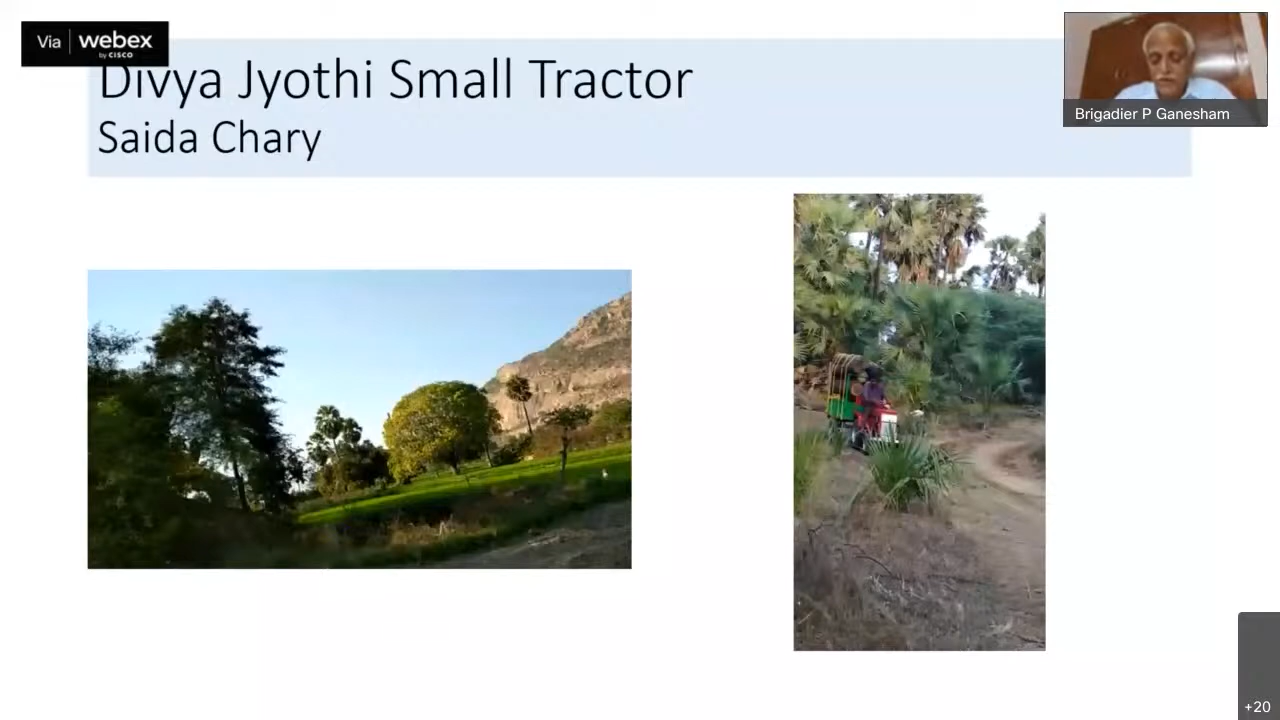 Via webex
by CISCO
Divya Jyothi Small Tractor
Saida Chary
Brigadier P Ganesham
+20